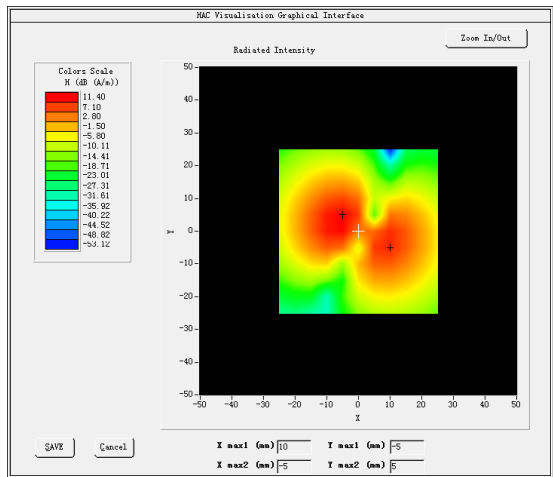 HAC Visualisation Graphical Interface
Zoom In/Out
Radiated Intensity
Colors Scale
H (dB (A/m))
11.40
7.10
2.80
-1.50
-5.80
-10.11
-14.41
-18.71
-23.01
-27.31
-31.61
-35.92
-40.22
-44.52
-48.82
-53.12
50
40
30
20
10
0
-10
-20
-30
-40
-50
Y
-50 -40 -30 -20 -10 0 10 20 30 40 50
X
SAVE Cancel
X max1 (mm) 10 Y max1 (mm) -5
X max2 (mm) -5 Y max2 (mm) 5